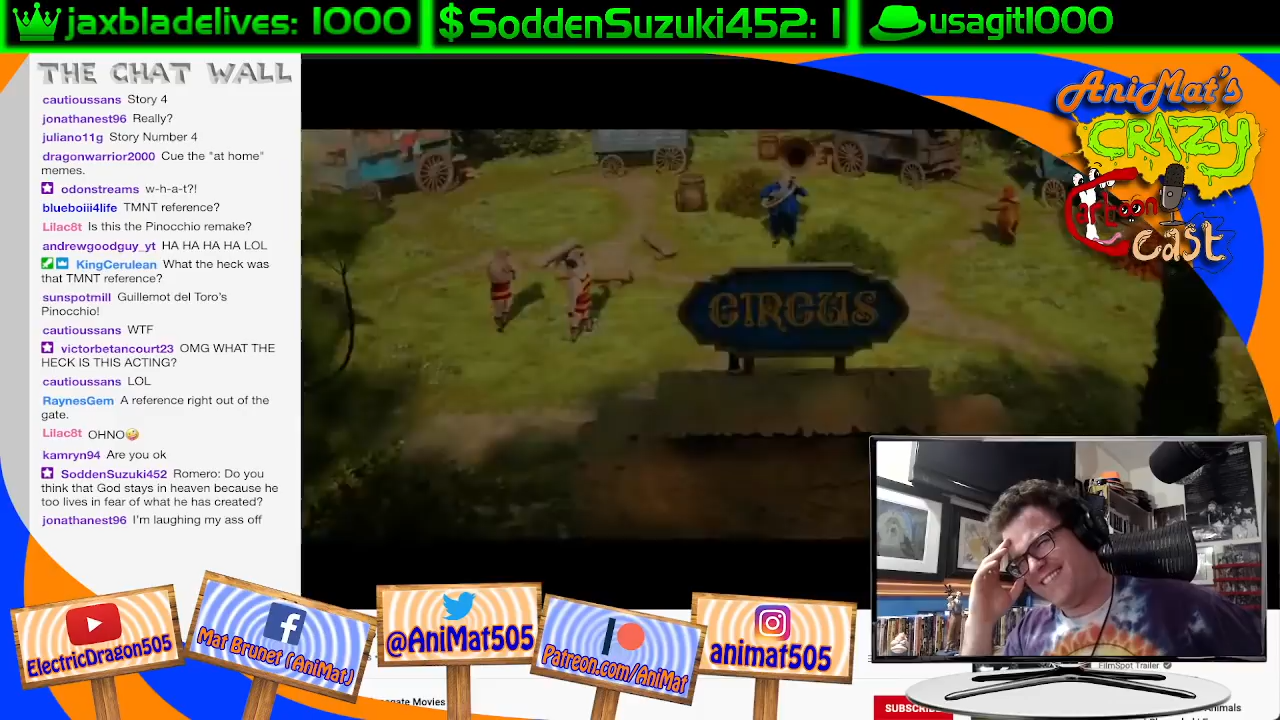 jaxbladelives: 1000
$ SoddenSuzuki452: 1
usagit1000
THE CHAT WALL
cautioussans Story 4
jonathanest96 Really?
juliano11g Story Number 4
dragonwarrior2000 Cue the "at home"
memes.
odonstreams w-h-a-t?!
blueboiii4life TMNT reference?
Lilac8t Is this the Pinocchio remake?
andrewgoodguy_yt HA HA HA HA LOL
KingCerulean What the heck was
that TMNT reference?
sunspotmill Guillemot del Toro's
Pinocchio!
cautioussans WTF
victorbetancourt23 OMG WHAT THE
HECK IS THIS ACTING?
cautioussans LOL
RaynesGem A reference right out of the
gate.
Lilac8t OHNO🤪
kamryn94 Are you ok
SoddenSuzuki452 Romero: Do you
think that God stays in heaven because he
too lives in fear of what he has created?
jonathanest96 I'm laughing my ass off
CIRCUS
AniMat's
CRAZY
Cartoon
Cast
ElectricDragon505
Mat Brunet (AniMat)
@AniMat505
Patreon.com/AniMat
animat505
FilmSpot Trailer
Movies
Animals